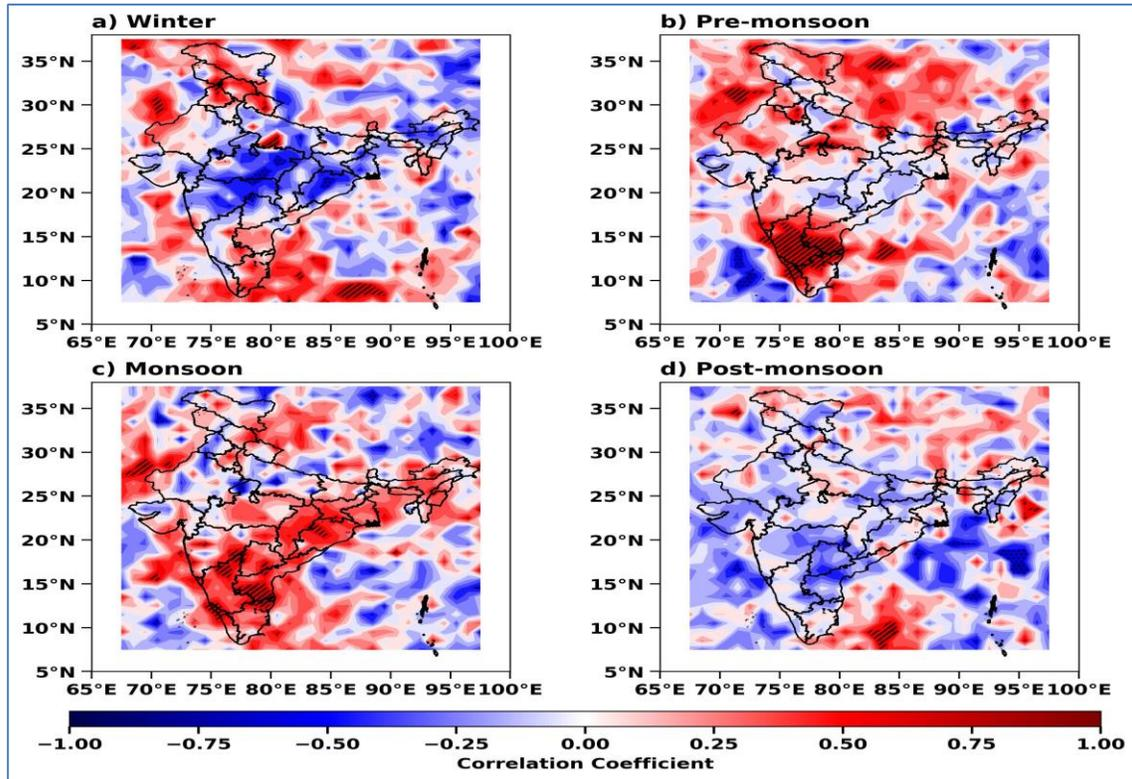 a) Winter
b) Pre-monsoon
35°N
30°N
25°N
20°N
15°N
10°N
5°N
65°E 70°E 75°E 80°E 85°E 90°E 95°E 100°E
35°N
30°N
25°N
20°N
15°N
10°N
5°N
65°E 70°E 75°E 80°E 85°E 90°E 95°E 100°E
c) Monsoon
d) Post-monsoon
35°N
30°N
25°N
20°N
15°N
10°N
5°N
65°E 70°E 75°E 80°E 85°E 90°E 95°E 100°E
35°N
30°N
25°N
20°N
15°N
10°N
5°N
65°E 70°E 75°E 80°E 85°E 90°E 95°E 100°E
−1.00 −0.75 −0.50 −0.25 0.00 0.25 0.50 0.75 1.00
Correlation Coefficient